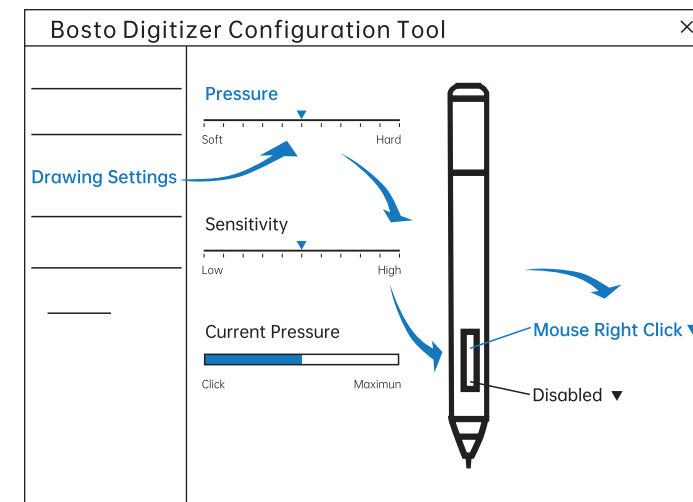 Bosto Digitizer Configuration Tool
Pressure
Soft Hard
Drawing Settings
Sensitivity
Low High
Current Pressure
Click Maximun
Mouse Right Click
Disabled